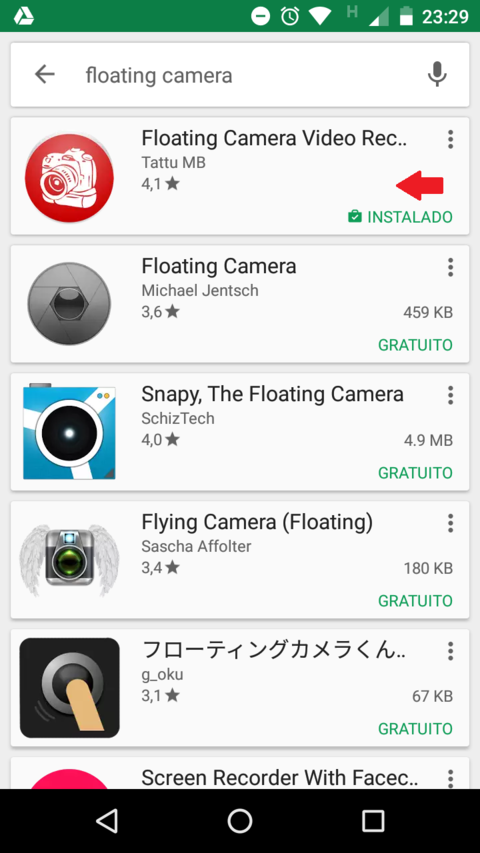 H 23:29
floating camera
Floating Camera Video Rec..
Tattu MB
4,1
INSTALADO
Floating Camera
Michael Jentsch
3,6 459 KB
GRATUITO
Snapy, The Floating Camera
SchizTech
4,0 4.9 MB
GRATUITO
Flying Camera (Floating)
Sascha Affolter
3,4 180 KB
GRATUITO
フローティングカメラくん..
g_oku
3,1 67 KB
GRATUITO
Screen Recorder With Facec..